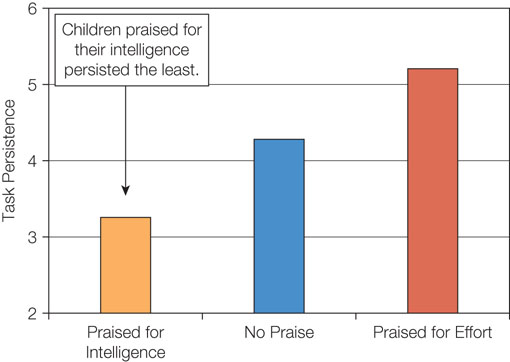 6
Children praised for
their intelligence
persisted the least.
5
4
3
2
Task Persistence
Praised for
Intelligence
No Praise
Praised for Effort